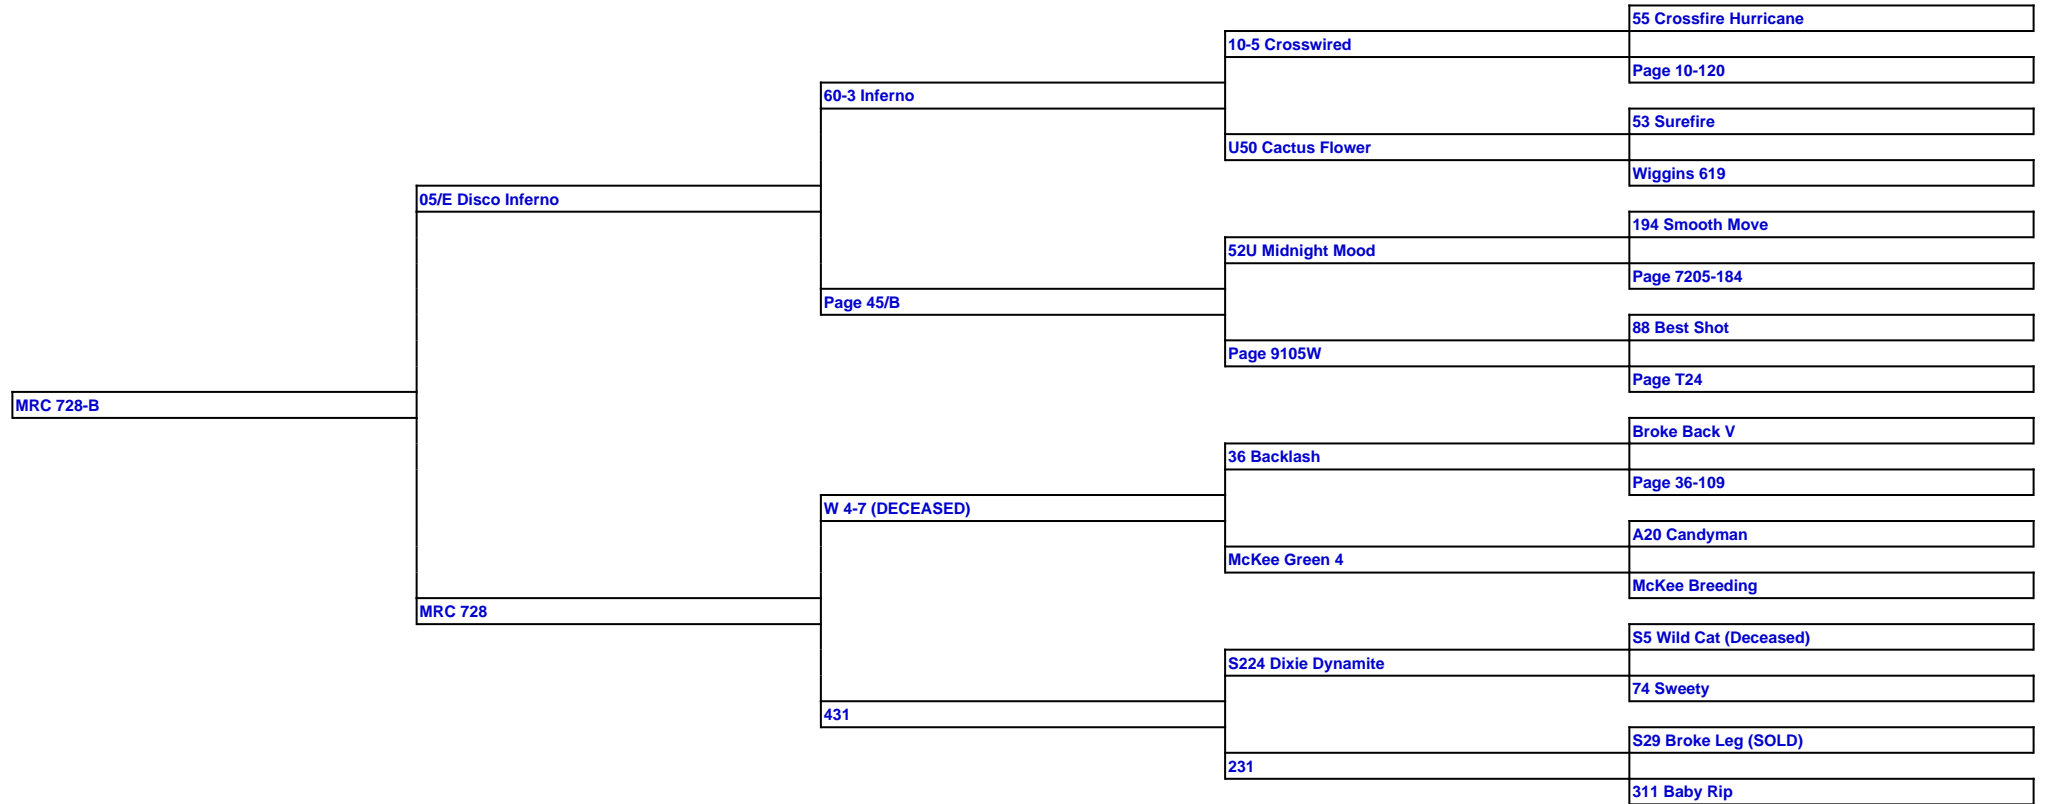 55 Crossfire Hurricane
10-5 Crosswired
Page 10-120
60-3 Inferno
53 Surefire
U50 Cactus Flower
Wiggins 619
05/E Disco Inferno
194 Smooth Move
52U Midnight Mood
Page 7205-184
Page 45/B
88 Best Shot
Page 9105W
Page T24
MRC 728-B
Broke Back V
36 Backlash
Page 36-109
W 4-7 (DECEASED)
A20 Candyman
McKee Green 4
McKee Breeding
MRC 728
S5 Wild Cat (Deceased)
S224 Dixie Dynamite
74 Sweety
431
S29 Broke Leg (SOLD)
231
311 Baby Rip